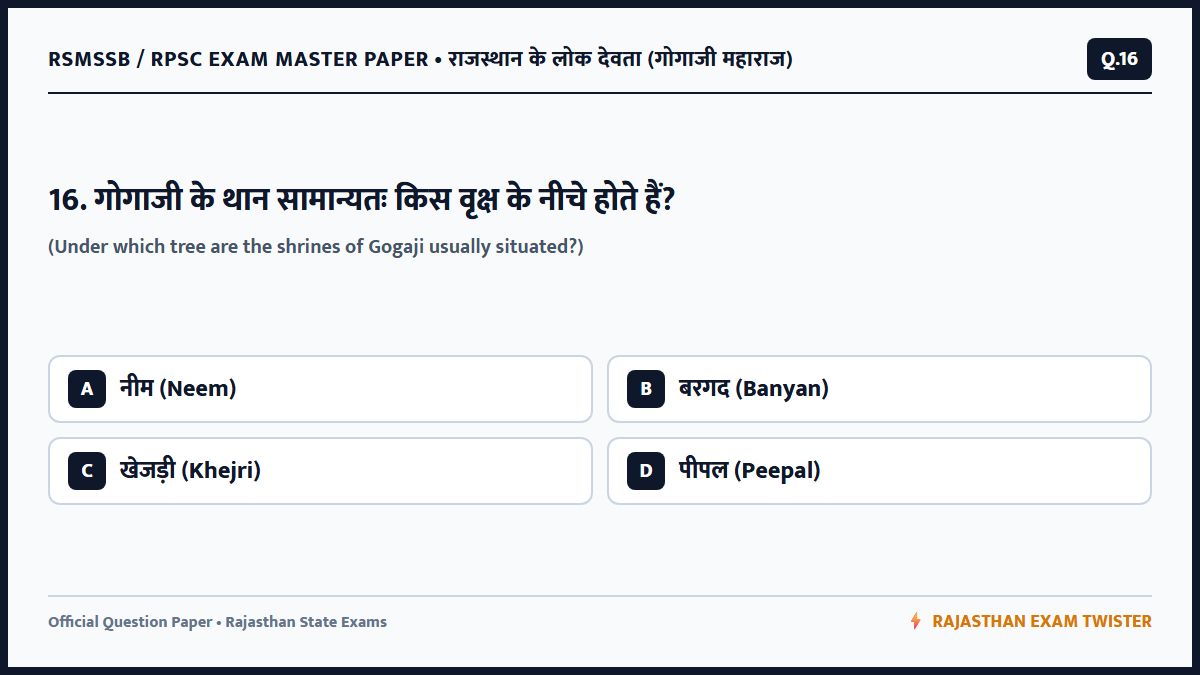 RSMSSB / RPSC EXAM MASTER PAPER • राजस्थान के लोक देवता (गोगाजी महाराज)
Q.16
16. गोगाजी के थान सामान्यतः किस वृक्ष के नीचे होते हैं?
(Under which tree are the shrines of Gogaji usually situated?)
A नीम (Neem)
B बरगद (Banyan)
C खेजड़ी (Khejri)
D पीपल (Peepal)
Official Question Paper • Rajasthan State Exams
⚡ RAJASTHAN EXAM TWISTER